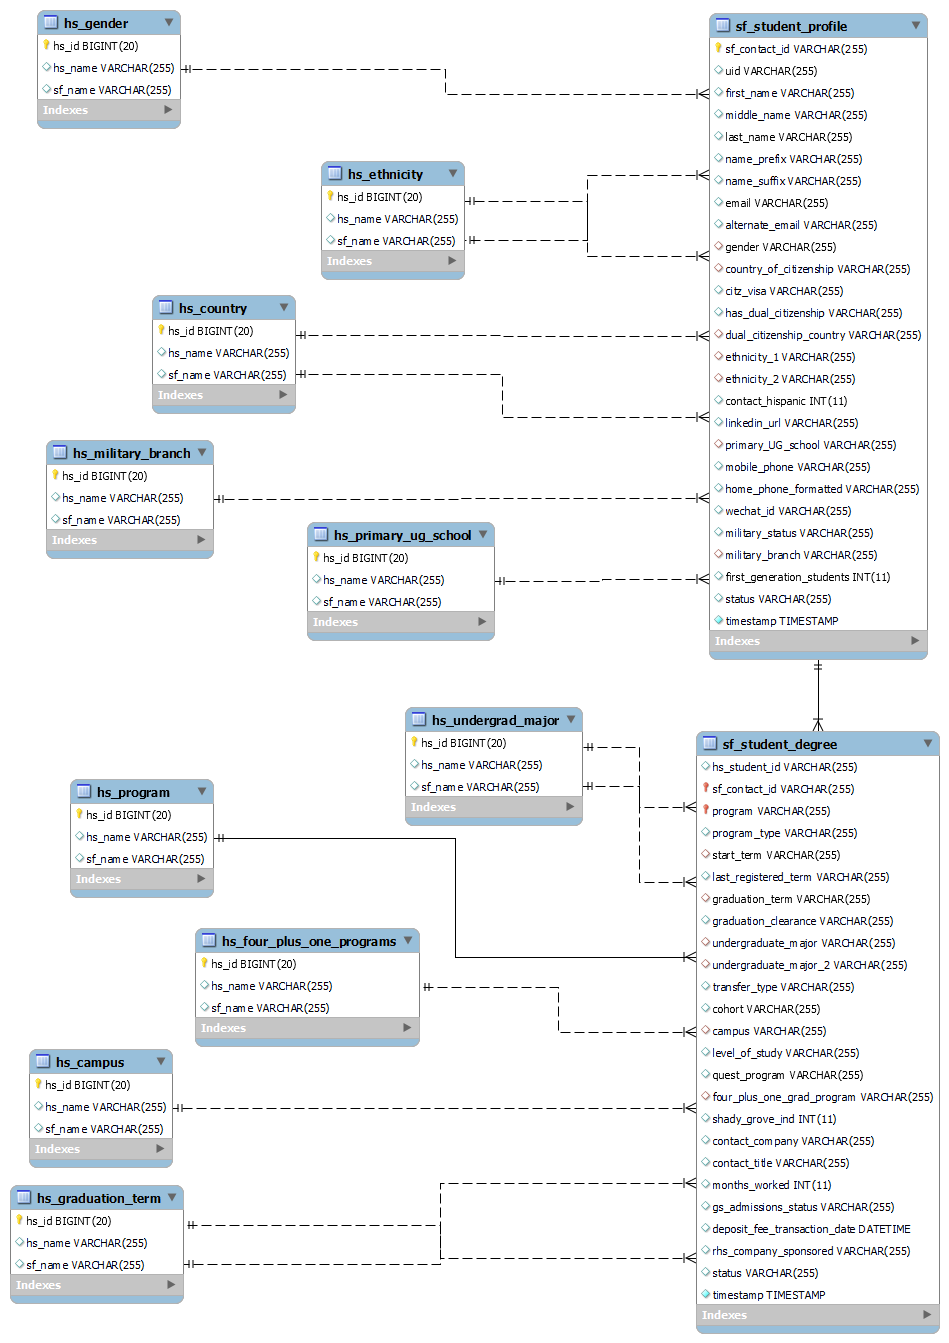 hs_gender
hs_id BIGINT(20)
hs_name VARCHAR(255)
sf_name VARCHAR(255)
Indexes
sf_student_profile
sf_contact_id VARCHAR(255)
uid VARCHAR(255)
first_name VARCHAR(255)
middle_name VARCHAR(255)
last_name VARCHAR(255)
name_prefix VARCHAR(255)
name_suffix VARCHAR(255)
email VARCHAR(255)
alternate_email VARCHAR(255)
gender VARCHAR(255)
country_of_citizenship VARCHAR(255)
citz_visa VARCHAR(255)
has_dual_citizenship VARCHAR(255)
dual_citizenship_country VARCHAR(255)
ethnicity_1 VARCHAR(255)
ethnicity_2 VARCHAR(255)
contact_hispanic INT(11)
linkedin_url VARCHAR(255)
primary_UG_school VARCHAR(255)
mobile_phone VARCHAR(255)
home_phone_formatted VARCHAR(255)
wechat_id VARCHAR(255)
military_status VARCHAR(255)
military_branch VARCHAR(255)
first_generation_students INT(11)
status VARCHAR(255)
timestamp TIMESTAMP
Indexes
hs_ethnicity
hs_id BIGINT(20)
hs_name VARCHAR(255)
sf_name VARCHAR(255)
Indexes
hs_country
hs_id BIGINT(20)
hs_name VARCHAR(255)
sf_name VARCHAR(255)
Indexes
hs_military_branch
hs_id BIGINT(20)
hs_name VARCHAR(255)
sf_name VARCHAR(255)
Indexes
hs_primary_ug_school
hs_id BIGINT(20)
hs_name VARCHAR(255)
sf_name VARCHAR(255)
Indexes
hs_undergrad_major
hs_id BIGINT(20)
hs_name VARCHAR(255)
sf_name VARCHAR(255)
Indexes
sf_student_degree
hs_student_id VARCHAR(255)
sf_contact_id VARCHAR(255)
program VARCHAR(255)
program_type VARCHAR(255)
start_term VARCHAR(255)
last_registered_term VARCHAR(255)
graduation_term VARCHAR(255)
graduation_clearance VARCHAR(255)
undergraduate_major VARCHAR(255)
undergraduate_major_2 VARCHAR(255)
transfer_type VARCHAR(255)
cohort VARCHAR(255)
campus VARCHAR(255)
level_of_study VARCHAR(255)
quest_program VARCHAR(255)
four_plus_one_grad_program VARCHAR(255)
shady_grove_ind INT(11)
contact_company VARCHAR(255)
contact_title VARCHAR(255)
months_worked INT(11)
gs_admissions_status VARCHAR(255)
deposit_fee_transaction_date DATETIME
rhs_company_sponsored VARCHAR(255)
status VARCHAR(255)
timestamp TIMESTAMP
Indexes
hs_program
hs_id BIGINT(20)
hs_name VARCHAR(255)
sf_name VARCHAR(255)
Indexes
hs_four_plus_one_programs
hs_id BIGINT(20)
hs_name VARCHAR(255)
sf_name VARCHAR(255)
Indexes
hs_campus
hs_id BIGINT(20)
hs_name VARCHAR(255)
sf_name VARCHAR(255)
Indexes
hs_graduation_term
hs_id BIGINT(20)
hs_name VARCHAR(255)
sf_name VARCHAR(255)
Indexes